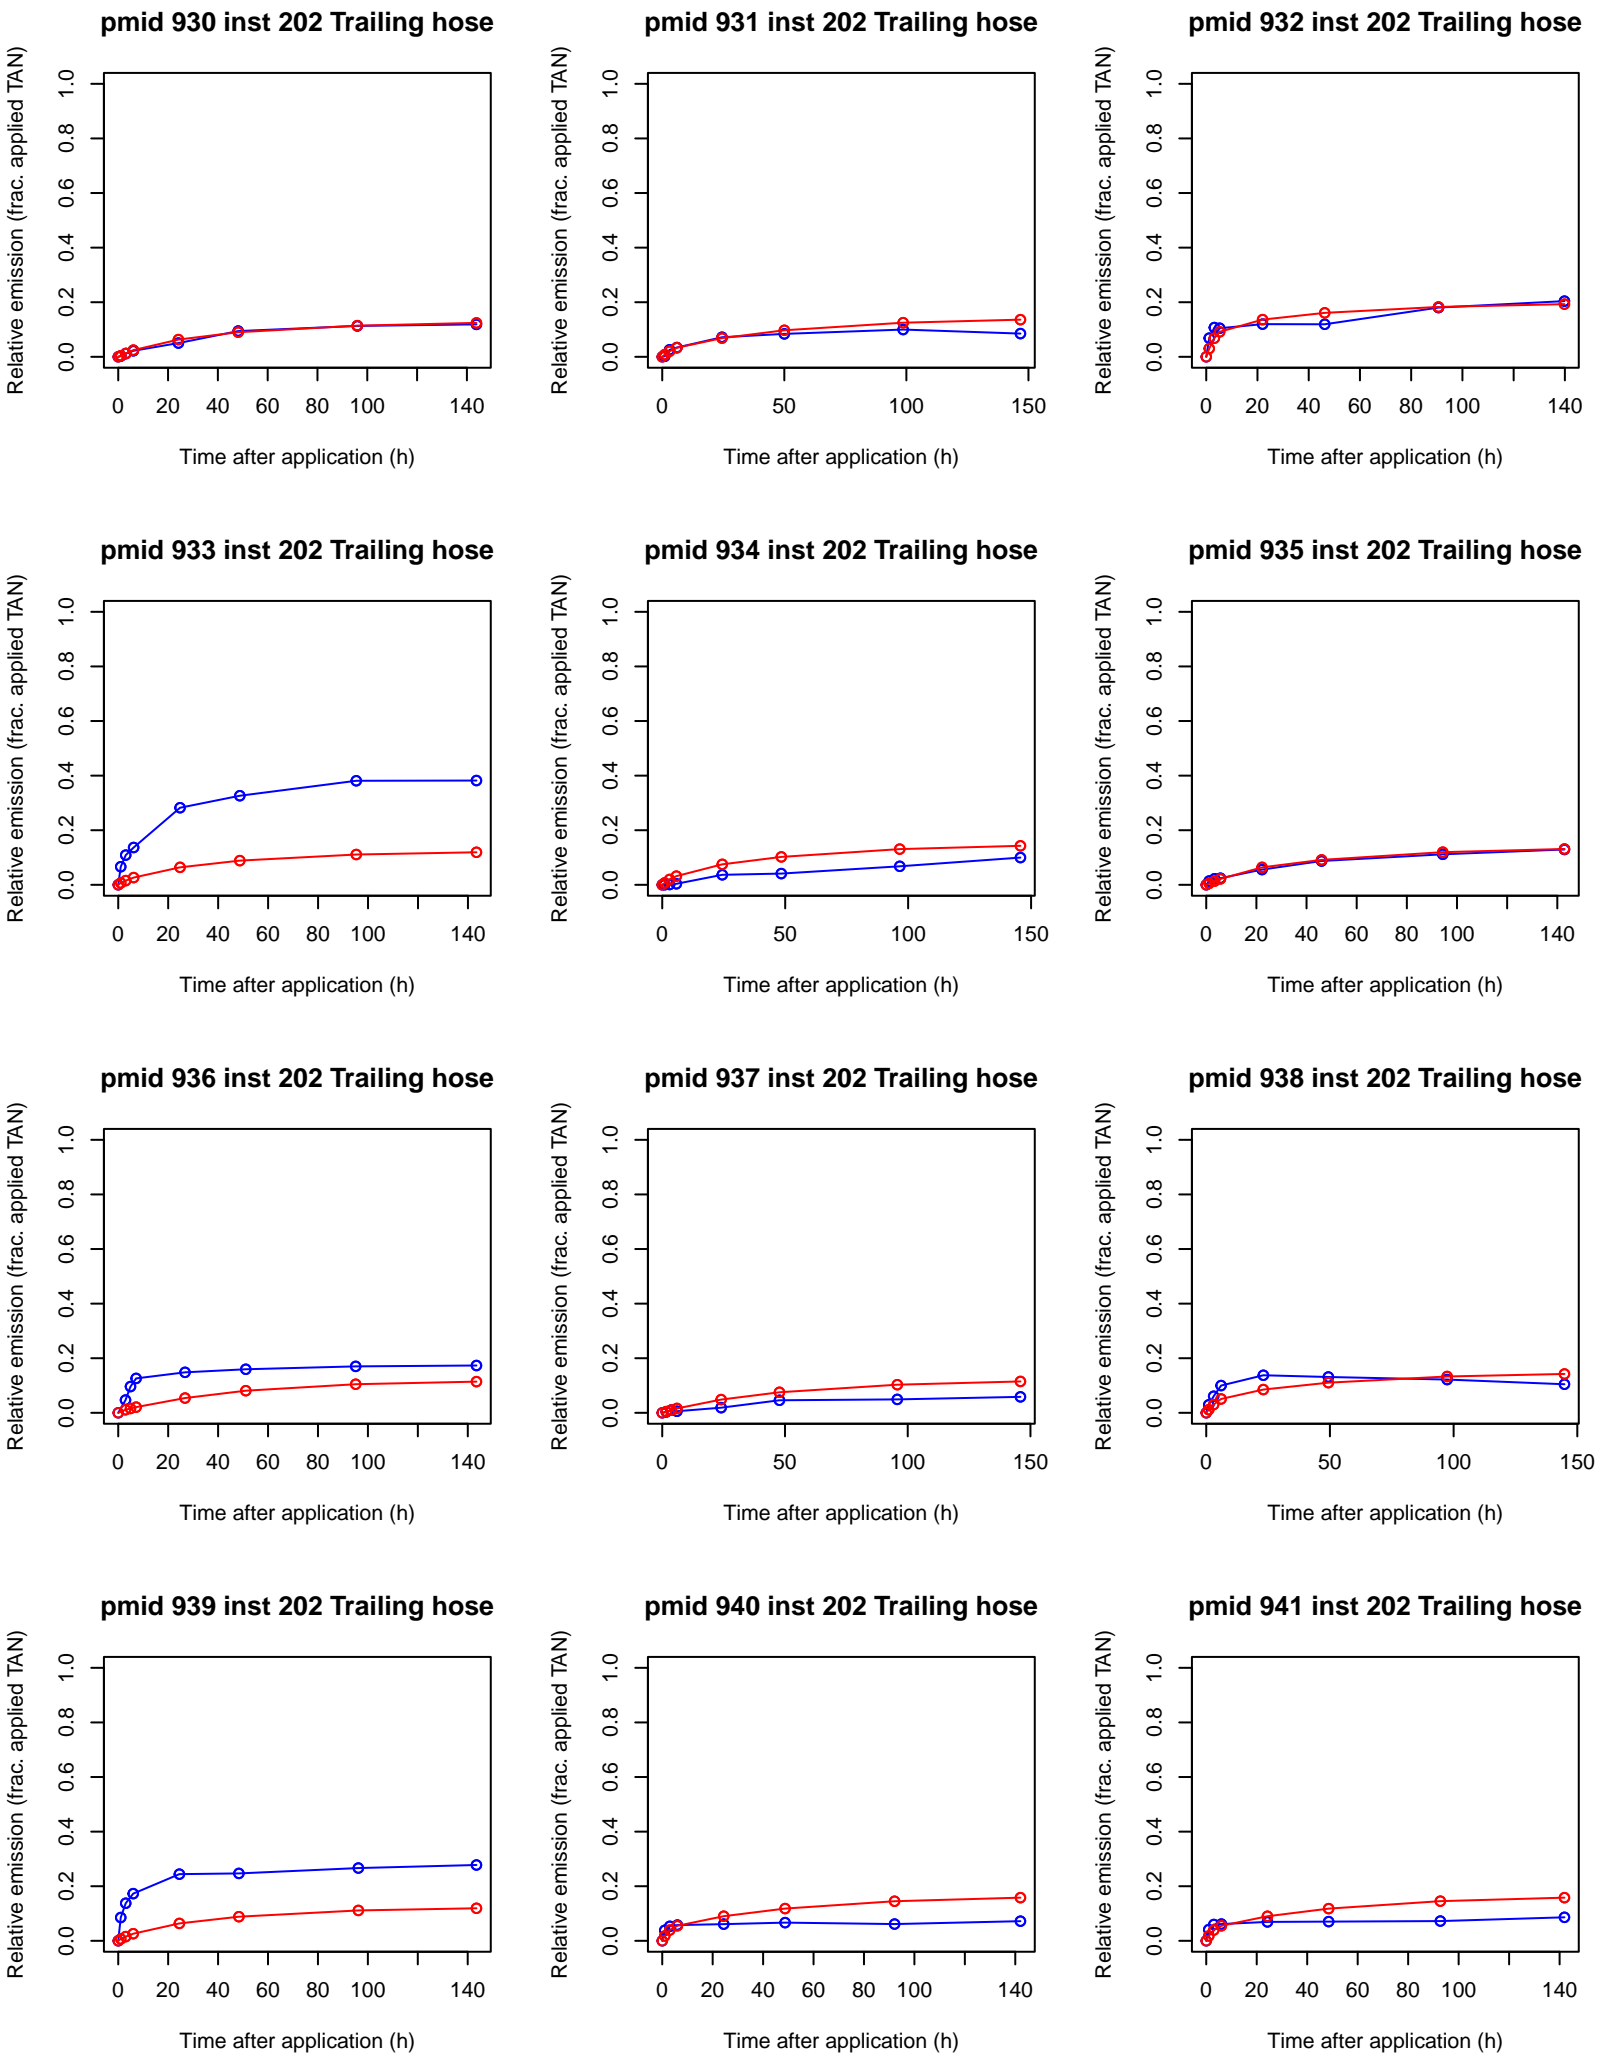 pmid 930 inst 202 Trailing hose
Relative emission (frac. applied TAN)
0.0 0.2 0.4 0.6 0.8 1.0
0 20 40 60 80 100 140
Time after application (h)
pmid 931 inst 202 Trailing hose
Relative emission (frac. applied TAN)
0.0 0.2 0.4 0.6 0.8 1.0
0 50 100 150
Time after application (h)
pmid 932 inst 202 Trailing hose
Relative emission (frac. applied TAN)
0.0 0.2 0.4 0.6 0.8 1.0
0 20 40 60 80 100 140
Time after application (h)
pmid 933 inst 202 Trailing hose
Relative emission (frac. applied TAN)
0.0 0.2 0.4 0.6 0.8 1.0
0 20 40 60 80 100 140
Time after application (h)
pmid 934 inst 202 Trailing hose
Relative emission (frac. applied TAN)
0.0 0.2 0.4 0.6 0.8 1.0
0 50 100 150
Time after application (h)
pmid 935 inst 202 Trailing hose
Relative emission (frac. applied TAN)
0.0 0.2 0.4 0.6 0.8 1.0
0 20 40 60 80 100 140
Time after application (h)
pmid 936 inst 202 Trailing hose
Relative emission (frac. applied TAN)
0.0 0.2 0.4 0.6 0.8 1.0
0 20 40 60 80 100 140
Time after application (h)
pmid 937 inst 202 Trailing hose
Relative emission (frac. applied TAN)
0.0 0.2 0.4 0.6 0.8 1.0
0 50 100 150
Time after application (h)
pmid 938 inst 202 Trailing hose
Relative emission (frac. applied TAN)
0.0 0.2 0.4 0.6 0.8 1.0
0 50 100 150
Time after application (h)
pmid 939 inst 202 Trailing hose
Relative emission (frac. applied TAN)
0.0 0.2 0.4 0.6 0.8 1.0
0 20 40 60 80 100 140
Time after application (h)
pmid 940 inst 202 Trailing hose
Relative emission (frac. applied TAN)
0.0 0.2 0.4 0.6 0.8 1.0
0 20 40 60 80 100 140
Time after application (h)
pmid 941 inst 202 Trailing hose
Relative emission (frac. applied TAN)
0.0 0.2 0.4 0.6 0.8 1.0
0 20 40 60 80 100 140
Time after application (h)